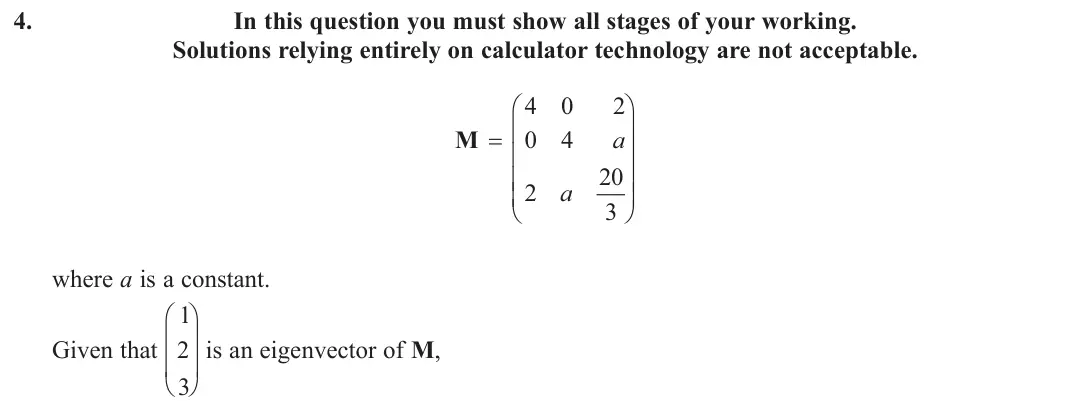 4. In this question you must show all stages of your working.
Solutions relying entirely on calculator technology are not acceptable.
M = (4 0 2
0 4 a
2 a 20/3)
where a is a constant.
Given that (1
2
3) is an eigenvector of M,